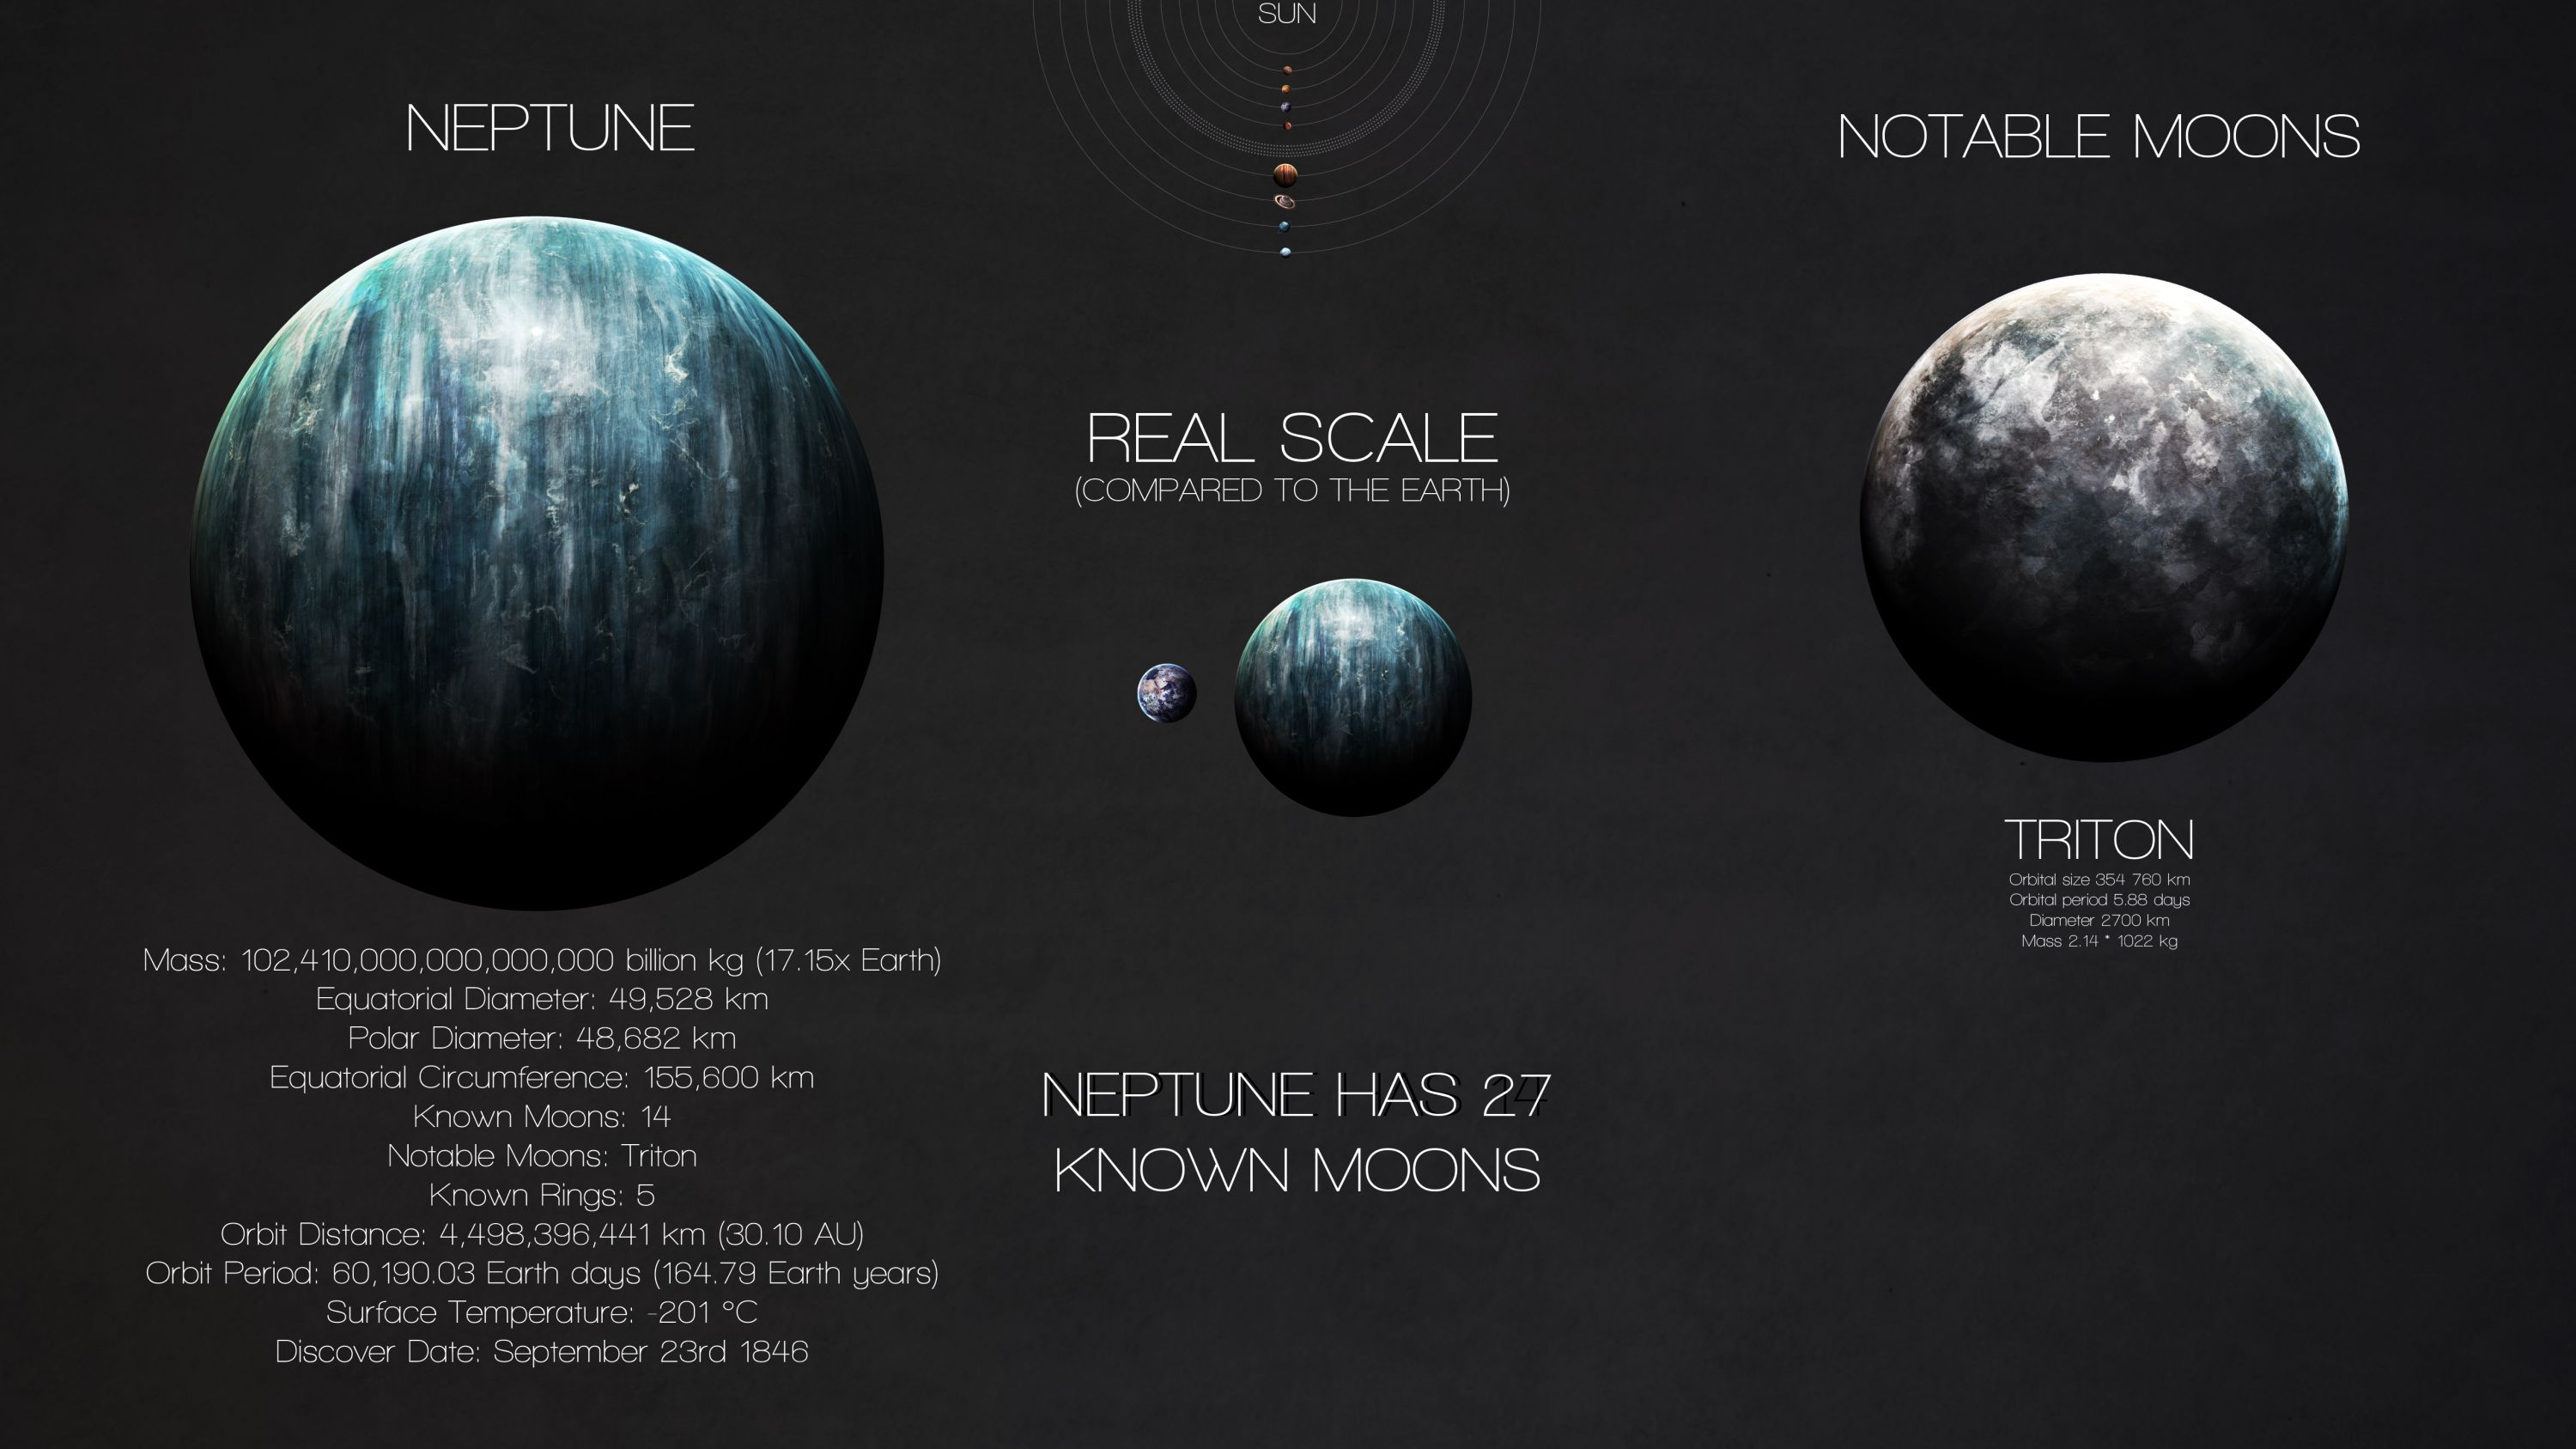 SUN
NEPTUNE
Mass: 102,410,000,000,000,000 billion kg (17.15x Earth)
Equatorial Diameter: 49,528 km
Polar Diameter: 48,682 km
Equatorial Circumference: 155,600 km
Known Moons: 14
Notable Moons: Triton
Known Rings: 5
Orbit Distance: 4,498,396,441 km (30.10 AU)
Orbit Period: 60,190.03 Earth days (164.79 Earth years)
Surface Temperature: -201 °C
Discover Date: September 23rd 1846
REAL SCALE
(COMPARED TO THE EARTH)
NEPTUNE HAS 27
KNOWN MOONS
NOTABLE MOONS
TRITON
Orbital size 354 760 km
Orbital period 5.88 days
Diameter 2700 km
Mass 2.14 * 1022 kg